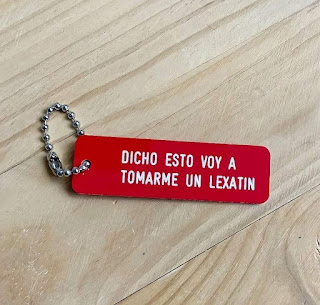 DICHO ESTO VOY A
TOMARME UN LEXATIN